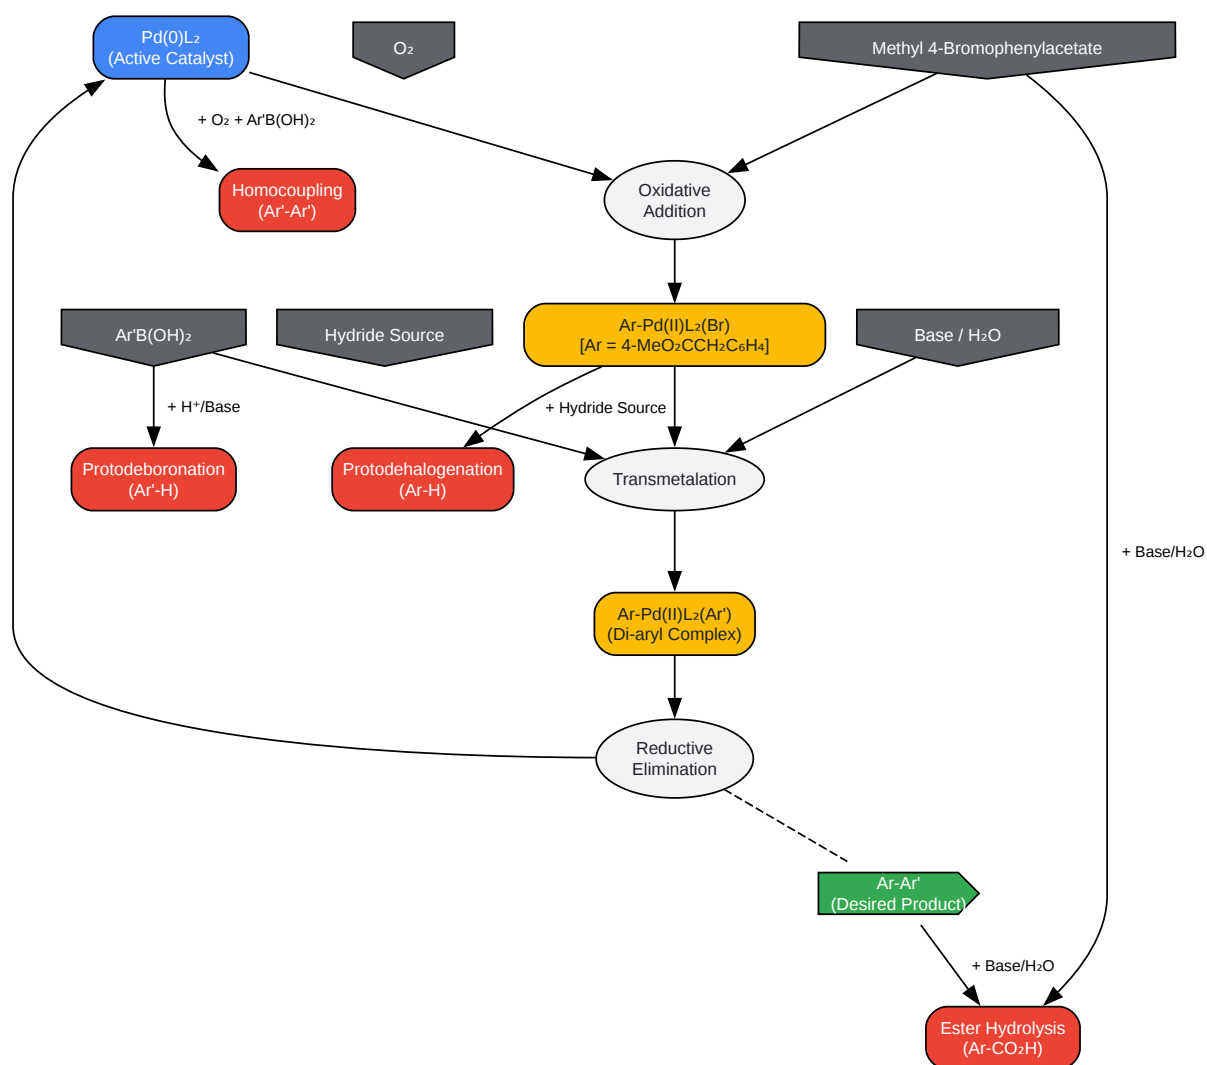 Pd(0)L₂
(Active Catalyst)
O₂
Methyl 4-Bromophenylacetate
+ O₂ + Ar'B(OH)₂
Homocoupling
(Ar'-Ar')
Oxidative
Addition
Ar'B(OH)₂
Hydride Source
Ar-Pd(II)L₂(Br)
[Ar = 4-MeO₂CCH₂C₆H₄]
Base / H₂O
+ H⁺/Base
+ Hydride Source
Protodeboronation
(Ar'-H)
Protodehalogenation
(Ar-H)
Transmetalation
+ Base/H₂O
Ar-Pd(II)L₂(Ar')
(Di-aryl Complex)
Reductive
Elimination
Ar-Ar'
(Desired Product)
+ Base/H₂O
Ester Hydrolysis
(Ar-CO₂H)